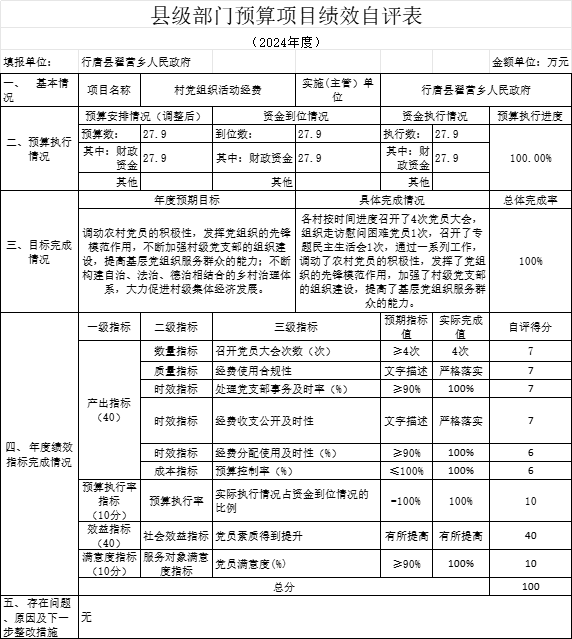 县级部门预算项目绩效自评表
（2024年度）
填报单位： 行唐县翟营乡人民政府 金额单位：万元
一、 基本情况 项目名称 村党组织活动经费 实施(主管）单位 行唐县翟营乡人民政府
二、预算执行情况 预算安排情况（调整后） 资金到位情况 资金执行情况 预算执行进度
预算数： 27.9 到位数： 27.9 执行数： 27.9 100.00%
其中：财政资金 27.9 其中：财政资金 27.9 其中：财政资金 27.9
其他 其他 其他
三、目标完成情况 年度预期目标 具体完成情况 总体完成率
调动农村党员的积极性，发挥党组织的先锋
模范作用，不断加强村级党支部的组织建
设，提高基层党组织服务群众的能力；不断
构建自治、法治、德治相结合的乡村治理体
系，大力促进村级集体经济发展。
各村按时间进度召开了4次党员大会，
组织走访慰问困难党员1次，召开了专
题民主生活会1次，通过一系列工作，
调动了农村党员的积极性，发挥了党组
织的先锋模范作用，加强了村级党支部
的组织建设，提高了基层党组织服务群
众的能力。
100%
四、年度绩效指标完成情况 一级指标 二级指标 三级指标 预期指标值 实际完成值 自评得分
产出指标（40） 数量指标 召开党员大会次数（次） ≥4次 4次 7
质量指标 经费使用合规性 文字描述 严格落实 7
时效指标 处理党支部事务及时率（%） ≥90% 100% 7
时效指标 经费收支公开及时性 文字描述 严格落实 7
时效指标 经费分配使用及时性（%） ≥90% 100% 6
成本指标 预算控制率（%） ≤100% 100% 6
预算执行率指标（10分） 预算执行率 实际执行情况占资金到位情况的比例 =100% 100% 10
效益指标（40） 社会效益指标 党员素质得到提升 有所提高 有所提高 40
满意度指标（10分） 服务对象满意度指标 党员满意度(%) ≥90% 100% 10
总分 100
五、存在问题、原因及下一步整改措施 无